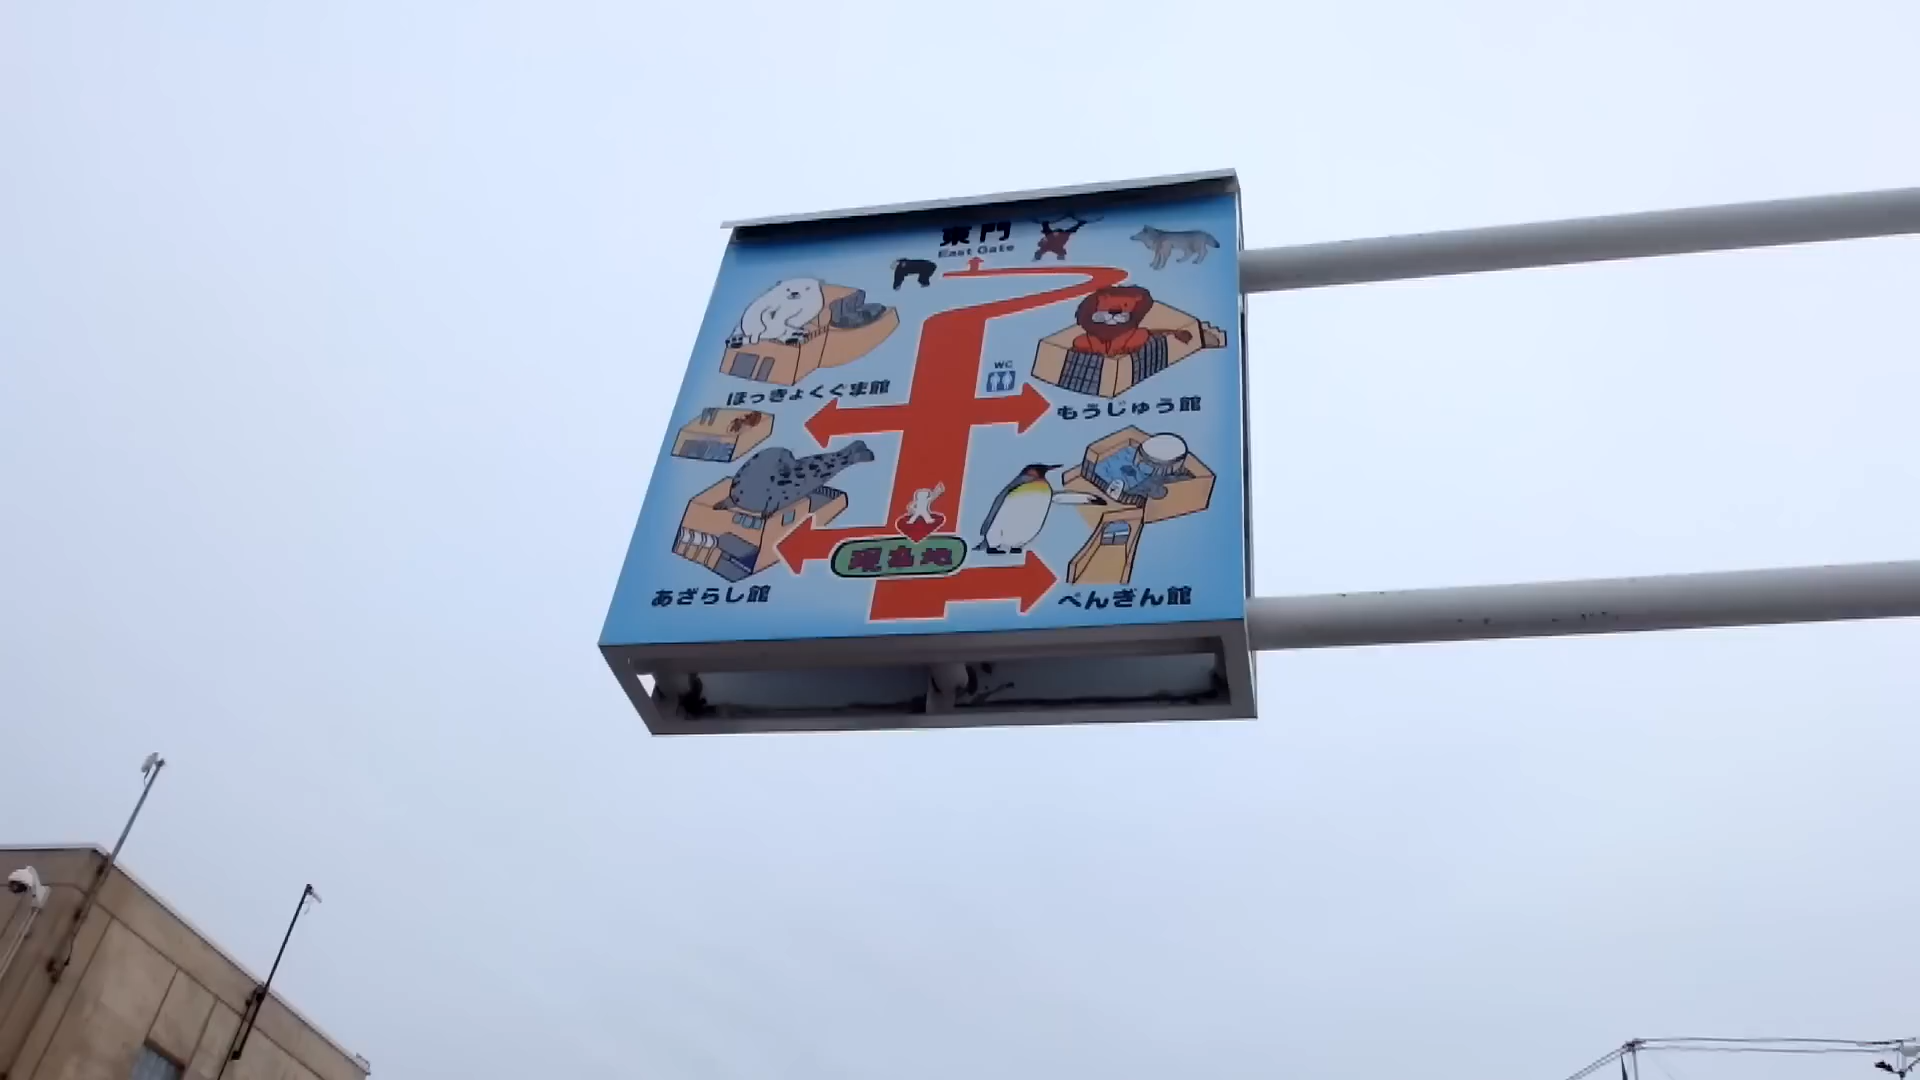 東門
East Gate
WC
ほっきょくぐま館
もうじゅう館
現在地
あざらし館
ぺんぎん館